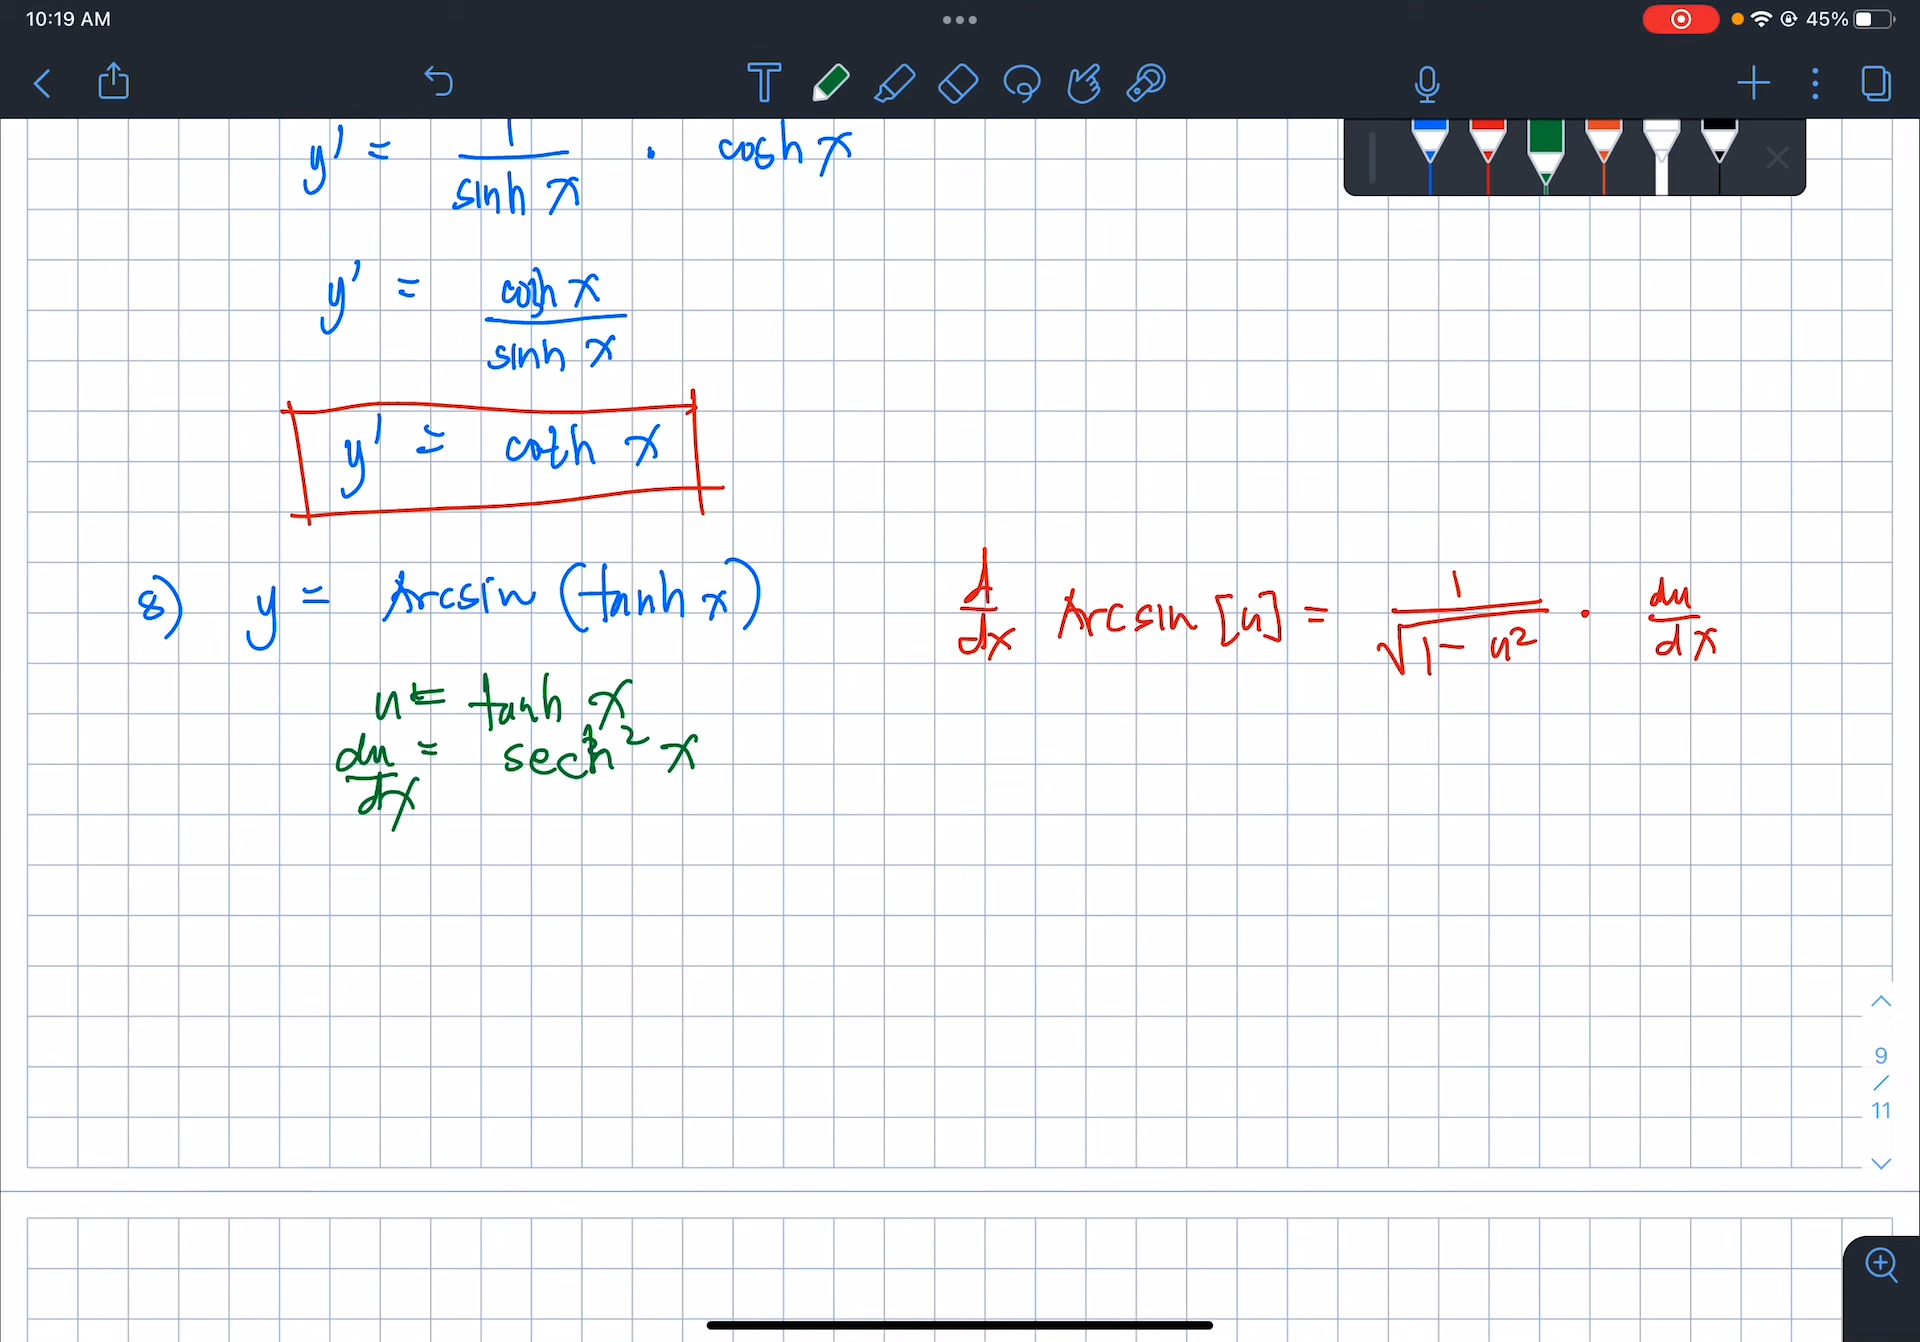 10:19 AM
45%
y' = 1/sinh x · cosh x
y' = cosh x/sinh x
y' = coth x
8) y = Arcsin (tanh x)
d/dx Arcsin [u] = 1/√1 - u² · du/dx
u = tanh x
du/dx = sech² x
9
/
11